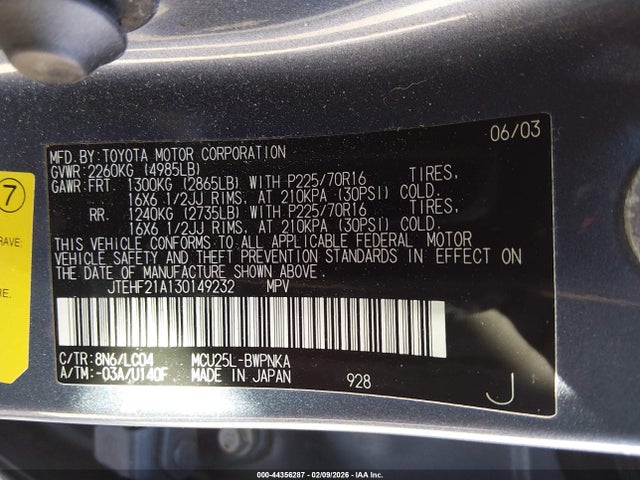 06/03
MFD.BY:TOYOTA MOTOR CORPORATION
GVWR:2260KG (4985LB)
GAWR:FRT. 1300KG (2865LB) WITH P225/70R16 TIRES,
16X6 1/2JJ RIMS, AT 210KPA (30PSI) COLD.
RR. 1240KG (2735LB) WITH P225/70R16 TIRES,
16X6 1/2JJ RIMS, AT 210KPA (30PSI) COLD.
THIS VEHICLE CONFORMS TO ALL APPLICABLE FEDERAL MOTOR
VEHICLE SAFETY AND THEFT PREVENTION STANDARDS IN EFFECT ON
THE DATE OF MANUFACTURE SHOWN ABOVE.
JTEHF21A130149232 MPV
C/TR: 8N6/LC04 MCU25L-BWPNKA
A/TM: -03A/U140F MADE IN JAPAN 928 J
7
RAVE:
000-44356287 - 02/09/2026 - IAA Inc.